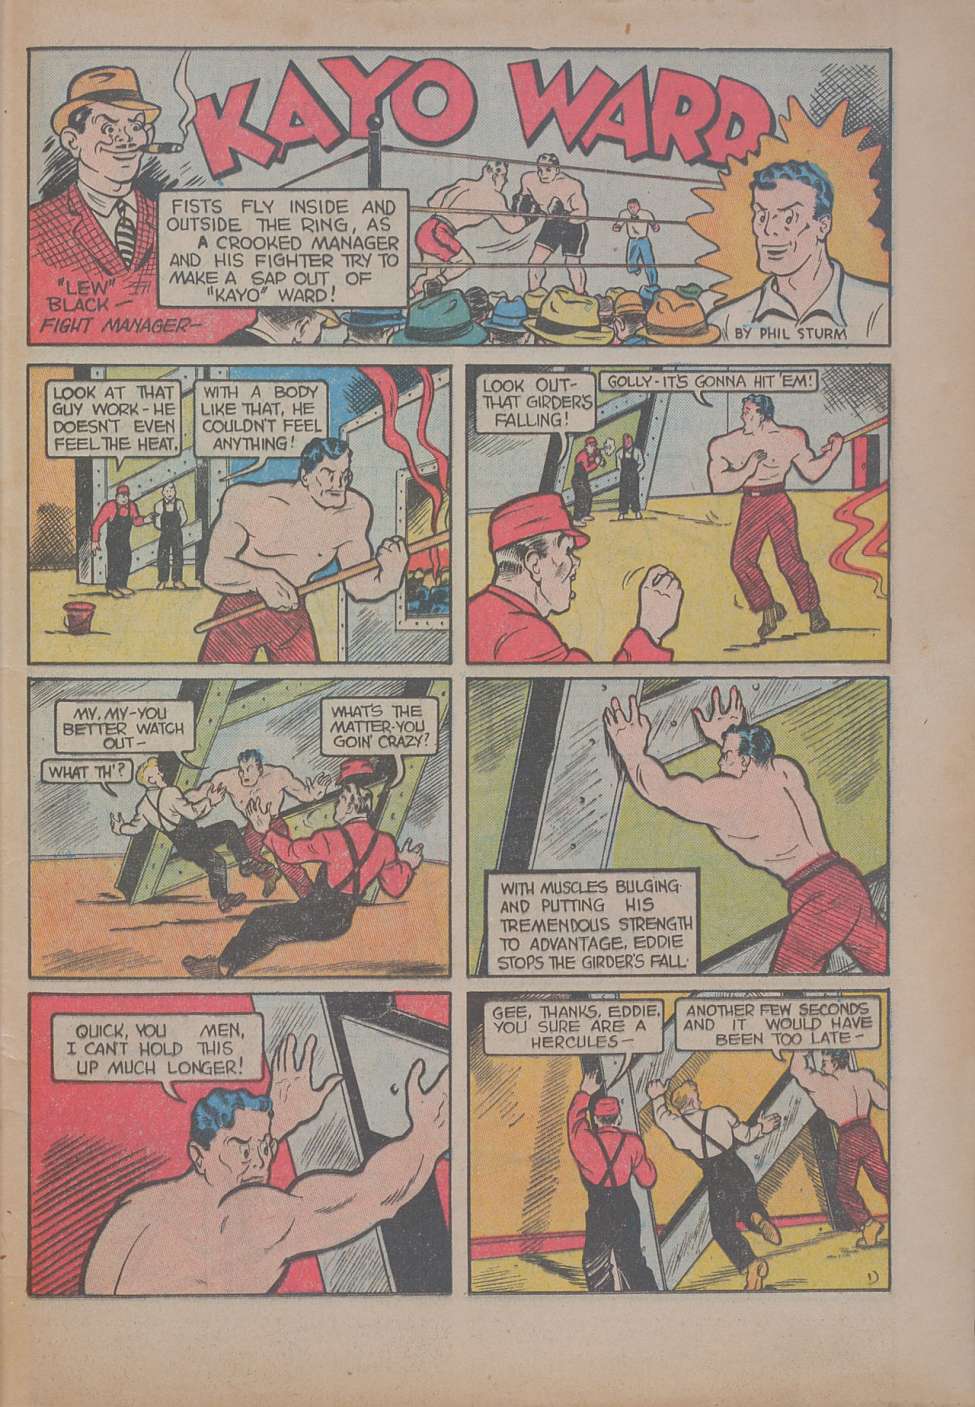 KAYO WARD
FISTS FLY INSIDE AND
OUTSIDE THE RING, AS
A CROOKED MANAGER
AND HIS FIGHTER TRY TO
MAKE A SAP OUT OF
"KAYO" WARD!
"LEW"
BLACK—
FIGHT MANAGER—
BY PHIL STURM
LOOK AT THAT
GUY WORK-HE
DOESN'T EVEN
FEEL THE HEAT.
WITH A BODY
LIKE THAT, HE
COULDN'T FEEL
ANYTHING!
LOOK OUT-
THAT GIRDER'S
FALLING!
GOLLY-IT'S GONNA HIT 'EM!
MY, MY-YOU
BETTER WATCH
OUT-
WHAT TH'?
WHAT'S THE
MATTER-YOU
GOIN' CRAZY?
WITH MUSCLES BULGING
AND PUTTING HIS
TREMENDOUS STRENGTH
TO ADVANTAGE, EDDIE
STOPS THE GIRDER'S FALL.
QUICK, YOU MEN,
I CAN'T HOLD THIS
UP MUCH LONGER!
GEE, THANKS, EDDIE,
YOU SURE ARE A
HERCULES—
ANOTHER FEW SECONDS
AND IT WOULD HAVE
BEEN TOO LATE—
1)